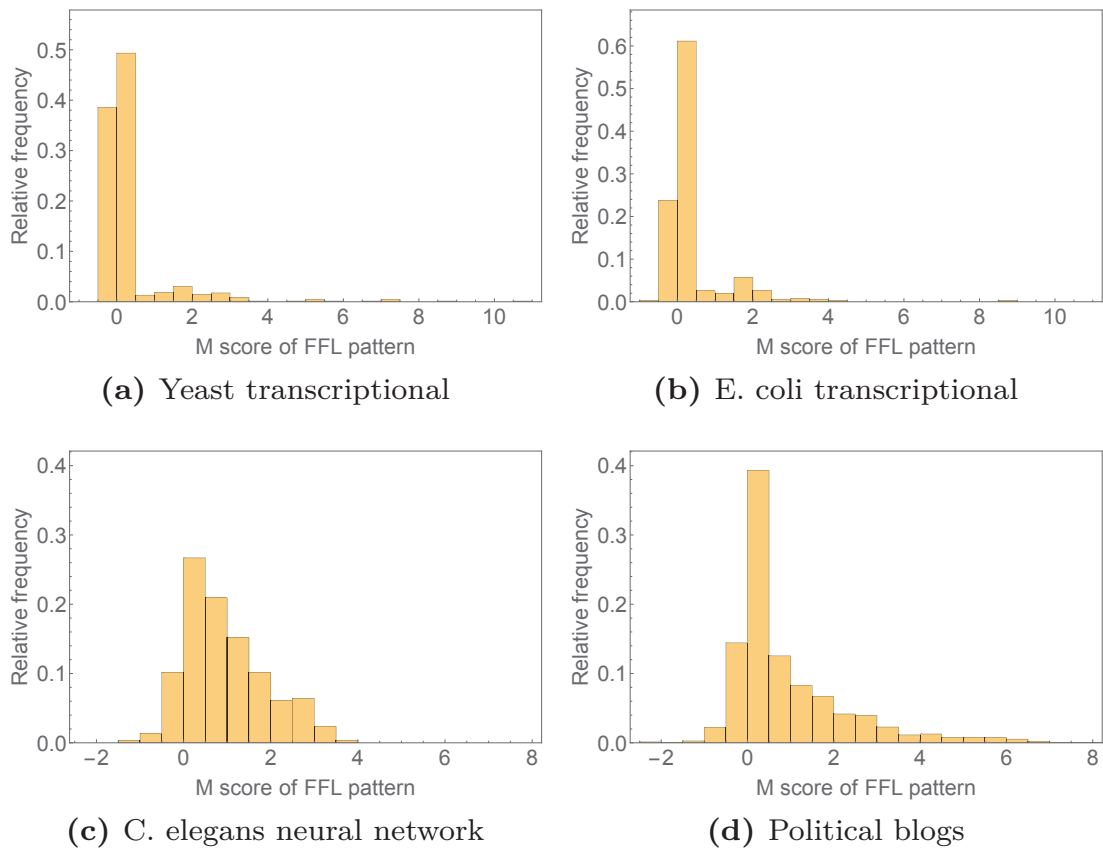 0.5
0.4
0.3
0.2
0.1
0.0
Relative frequency
0 2 4 6 8 10
M score of FFL pattern
(a) Yeast transcriptional
0.6
0.5
0.4
0.3
0.2
0.1
0.0
Relative frequency
0 2 4 6 8 10
M score of FFL pattern
(b) E. coli transcriptional
0.4
0.3
0.2
0.1
0.0
Relative frequency
−2 0 2 4 6 8
M score of FFL pattern
(c) C. elegans neural network
0.4
0.3
0.2
0.1
0.0
Relative frequency
−2 0 2 4 6 8
M score of FFL pattern
(d) Political blogs